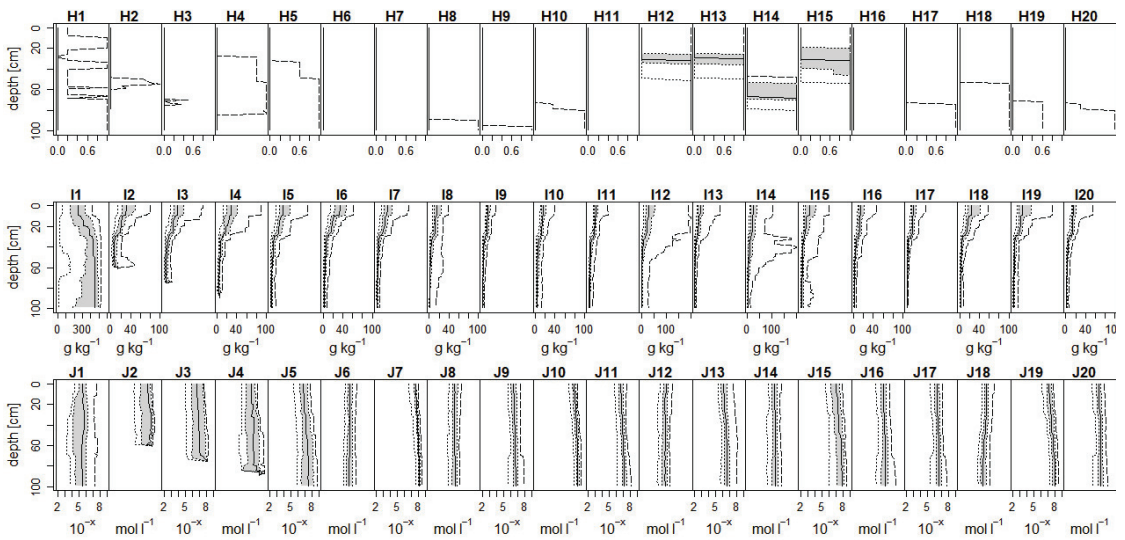 H1 H2 H3 H4 H5 H6 H7 H8 H9 H10 H11 H12 H13 H14 H15 H16 H17 H18 H19 H20
depth [cm]
0 20 60 100
0.0 0.6 0.0 0.6 0.0 0.6 0.0 0.6 0.0 0.6 0.0 0.6 0.0 0.6 0.0 0.6 0.0 0.6 0.0 0.6
I1 I2 I3 I4 I5 I6 I7 I8 I9 I10 I11 I12 I13 I14 I15 I16 I17 I18 I19 I20
depth [cm]
0 20 60 100
0 300 0 40 100 0 40 100 0 40 100 0 40 100 0 40 100 0 100 0 40 100 0 40 100 0 40 100 0 40 100
g kg⁻¹ g kg⁻¹ g kg⁻¹ g kg⁻¹ g kg⁻¹ g kg⁻¹ g kg⁻¹ g kg⁻¹ g kg⁻¹ g kg⁻¹
J1 J2 J3 J4 J5 J6 J7 J8 J9 J10 J11 J12 J13 J14 J15 J16 J17 J18 J19 J20
depth [cm]
0 20 60 100
2 5 8 2 5 8 2 5 8 2 5 8 2 5 8 2 5 8 2 5 8 2 5 8 2 5 8 2 5 8
10⁻ˣ mol l⁻¹ 10⁻ˣ mol l⁻¹ 10⁻ˣ mol l⁻¹ 10⁻ˣ mol l⁻¹ 10⁻ˣ mol l⁻¹ 10⁻ˣ mol l⁻¹ 10⁻ˣ mol l⁻¹ 10⁻ˣ mol l⁻¹ 10⁻ˣ mol l⁻¹ 10⁻ˣ mol l⁻¹